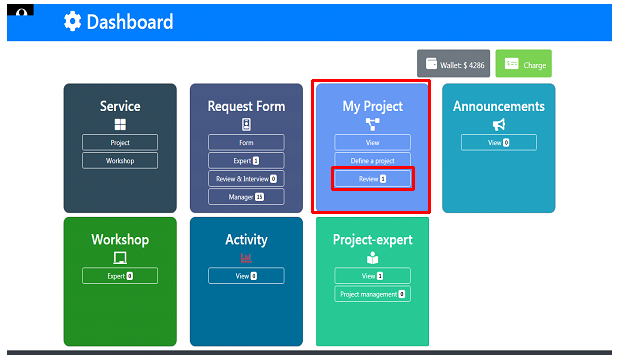 Dashboard
Wallet: $ 4286
Charge
Service
Project
Workshop
Request Form
Form
Expert 1
Review & Interview 0
Manager 15
My Project
View
Define a project
Review 1
Announcements
View 0
Workshop
Expert 0
Activity
View 0
Project-expert
View 1
Project management 0